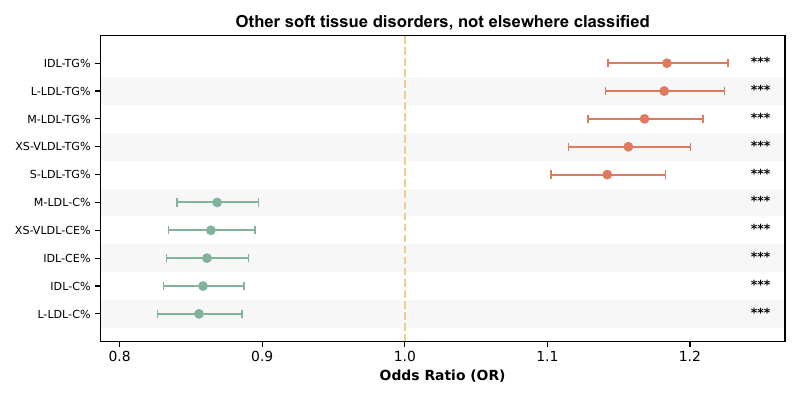 Other soft tissue disorders, not elsewhere classified
IDL-TG% ***
L-LDL-TG% ***
M-LDL-TG% ***
XS-VLDL-TG% ***
S-LDL-TG% ***
M-LDL-C% ***
XS-VLDL-CE% ***
IDL-CE% ***
IDL-C% ***
L-LDL-C% ***
0.8 0.9 1.0 1.1 1.2
Odds Ratio (OR)